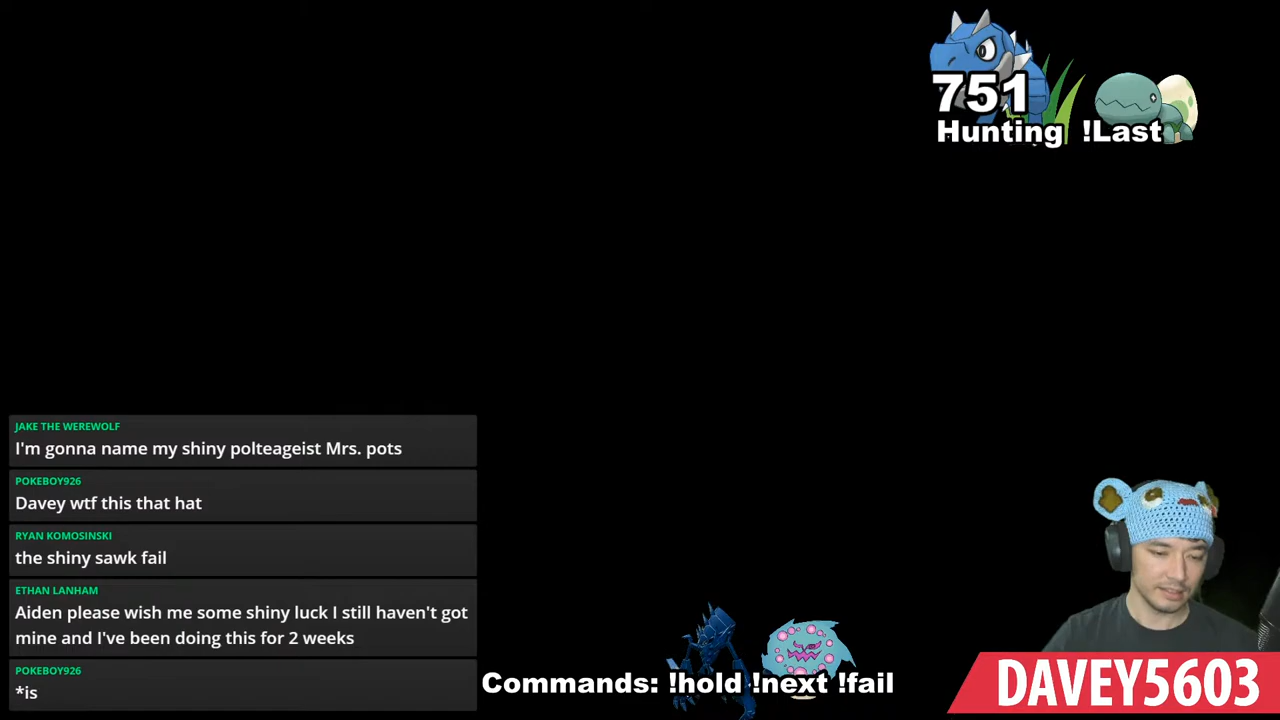 751
Hunting !Last
JAKE THE WEREWOLF
I'm gonna name my shiny polteageist Mrs. pots
POKEBOY926
Davey wtf this that hat
RYAN KOMOSINSKI
the shiny sawk fail
ETHAN LANHAM
Aiden please wish me some shiny luck I still haven't got
mine and I've been doing this for 2 weeks
POKEBOY926
*is
Commands: !hold !next !fail
DAVEY5603